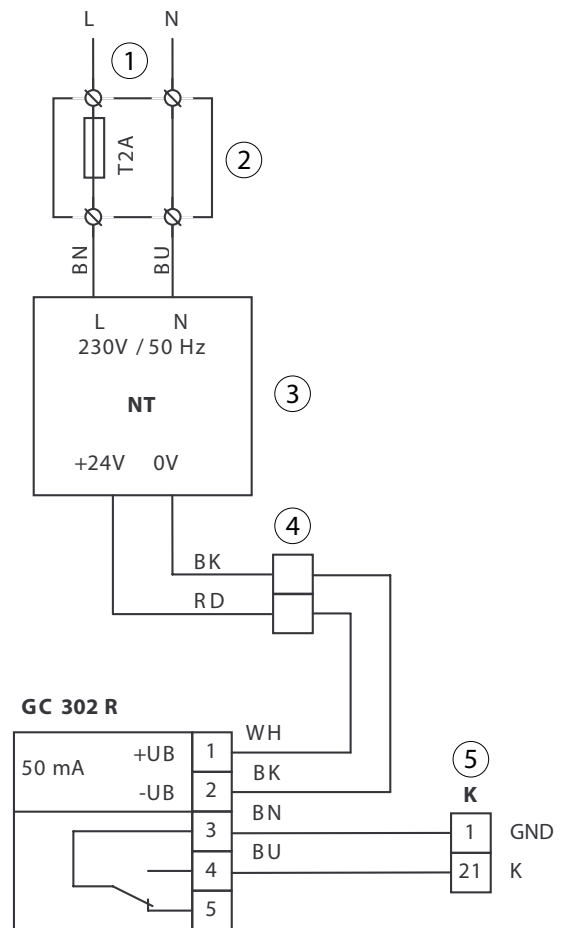 L N
1
T2A
2
BN BU
L N
230V / 50 Hz
NT
3
+24V 0V
4
BK
RD
GC 302 R
50 mA
+UB 1 WH
-UB 2 BK
5
K
3 BN 1 GND
4 BU 21 K
5